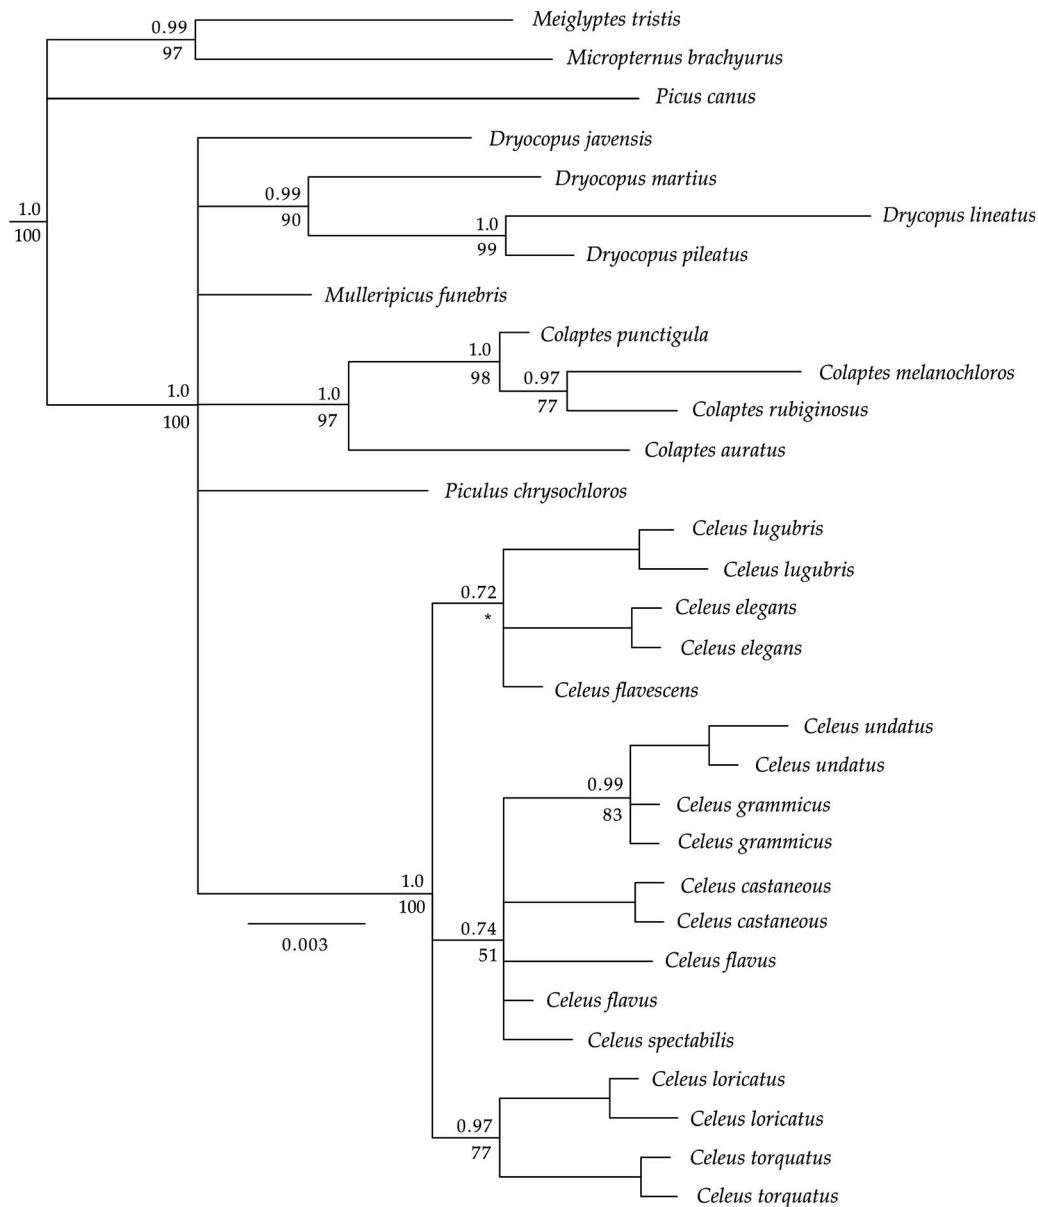 Meiglyptes tristis
0.99
97
Micropternus brachyurus
Picus canus
Dryocopus javensis
Dryocopus martius
0.99
90
1.0
100
Drycopus lineatus
1.0
99
Dryocopus pileatus
Mulleripicus funebris
Colaptes punctigula
1.0
98
0.97
77
Colaptes melanochloros
1.0
100
1.0
97
Colaptes rubiginosus
Colaptes auratus
Piculus chrysochloros
Celeus lugubris
Celeus lugubris
0.72
*
Celeus elegans
Celeus elegans
Celeus flavescens
Celeus undatus
Celeus undatus
0.99
83
Celeus grammicus
Celeus grammicus
1.0
100
Celeus castaneous
Celeus castaneous
0.003
0.74
51
Celeus flavus
Celeus flavus
Celeus spectabilis
Celeus loricatus
Celeus loricatus
0.97
77
Celeus torquatus
Celeus torquatus